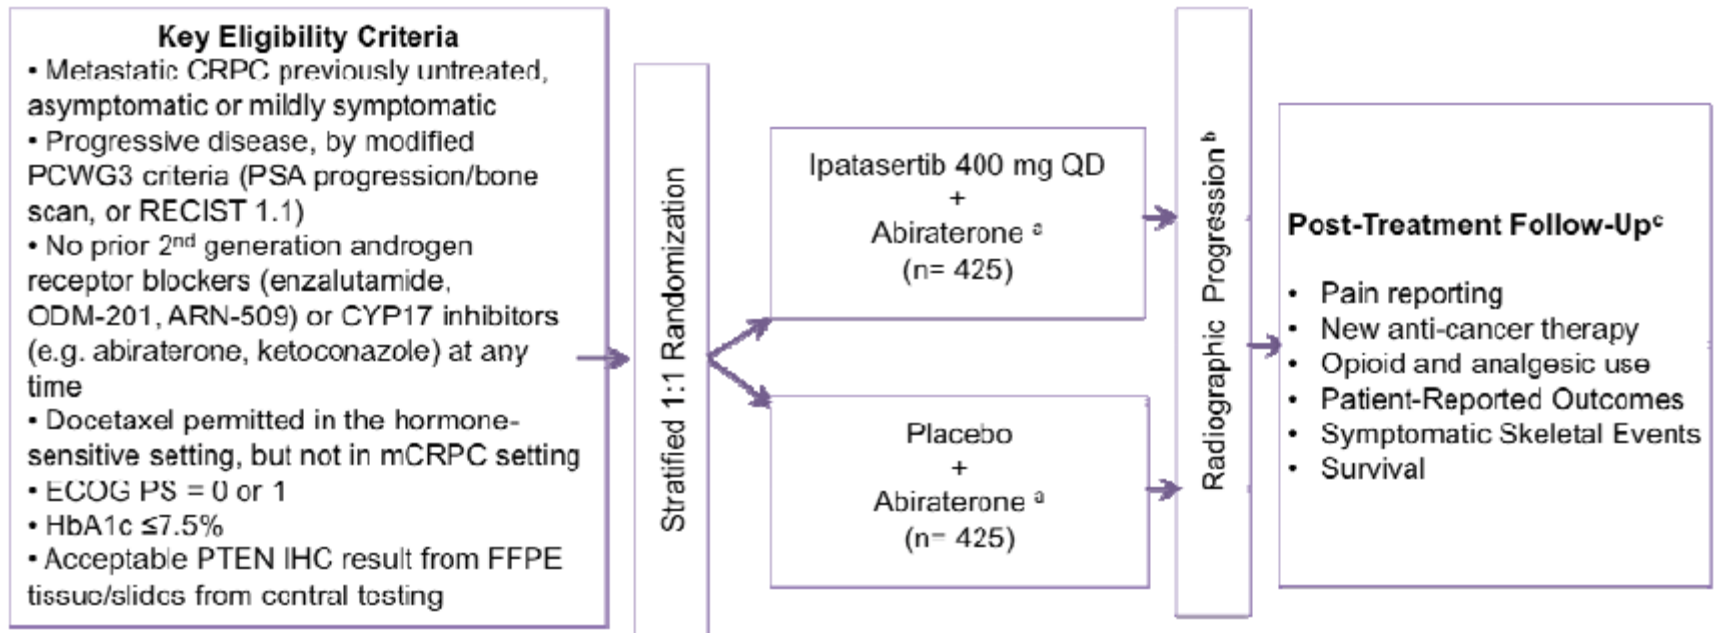 Key Eligibility Criteria
• Metastatic CRPC previously untreated,
asymptomatic or mildly symptomatic
• Progressive disease, by modified
PCWG3 criteria (PSA progression/bone
scan, or RECIST 1.1)
• No prior 2nd generation androgen
receptor blockers (enzalutamide,
ODM-201, ARN-509) or CYP17 inhibitors
(e.g. abiraterone, ketoconazole) at any
time
• Docetaxel permitted in the hormone-
sensitive setting, but not in mCRPC setting
• ECOG PS = 0 or 1
• HbA1c ≤7.5%
• Acceptable PTEN IHC result from FFPE
tissue/slides from central testing
Stratified 1:1 Randomization
Ipatasertib 400 mg QD
+
Abiraterone a
(n= 425)
Placebo
+
Abiraterone a
(n= 425)
Radiographic Progression b
Post-Treatment Follow-Upc
• Pain reporting
• New anti-cancer therapy
• Opioid and analgesic use
• Patient-Reported Outcomes
• Symptomatic Skeletal Events
• Survival